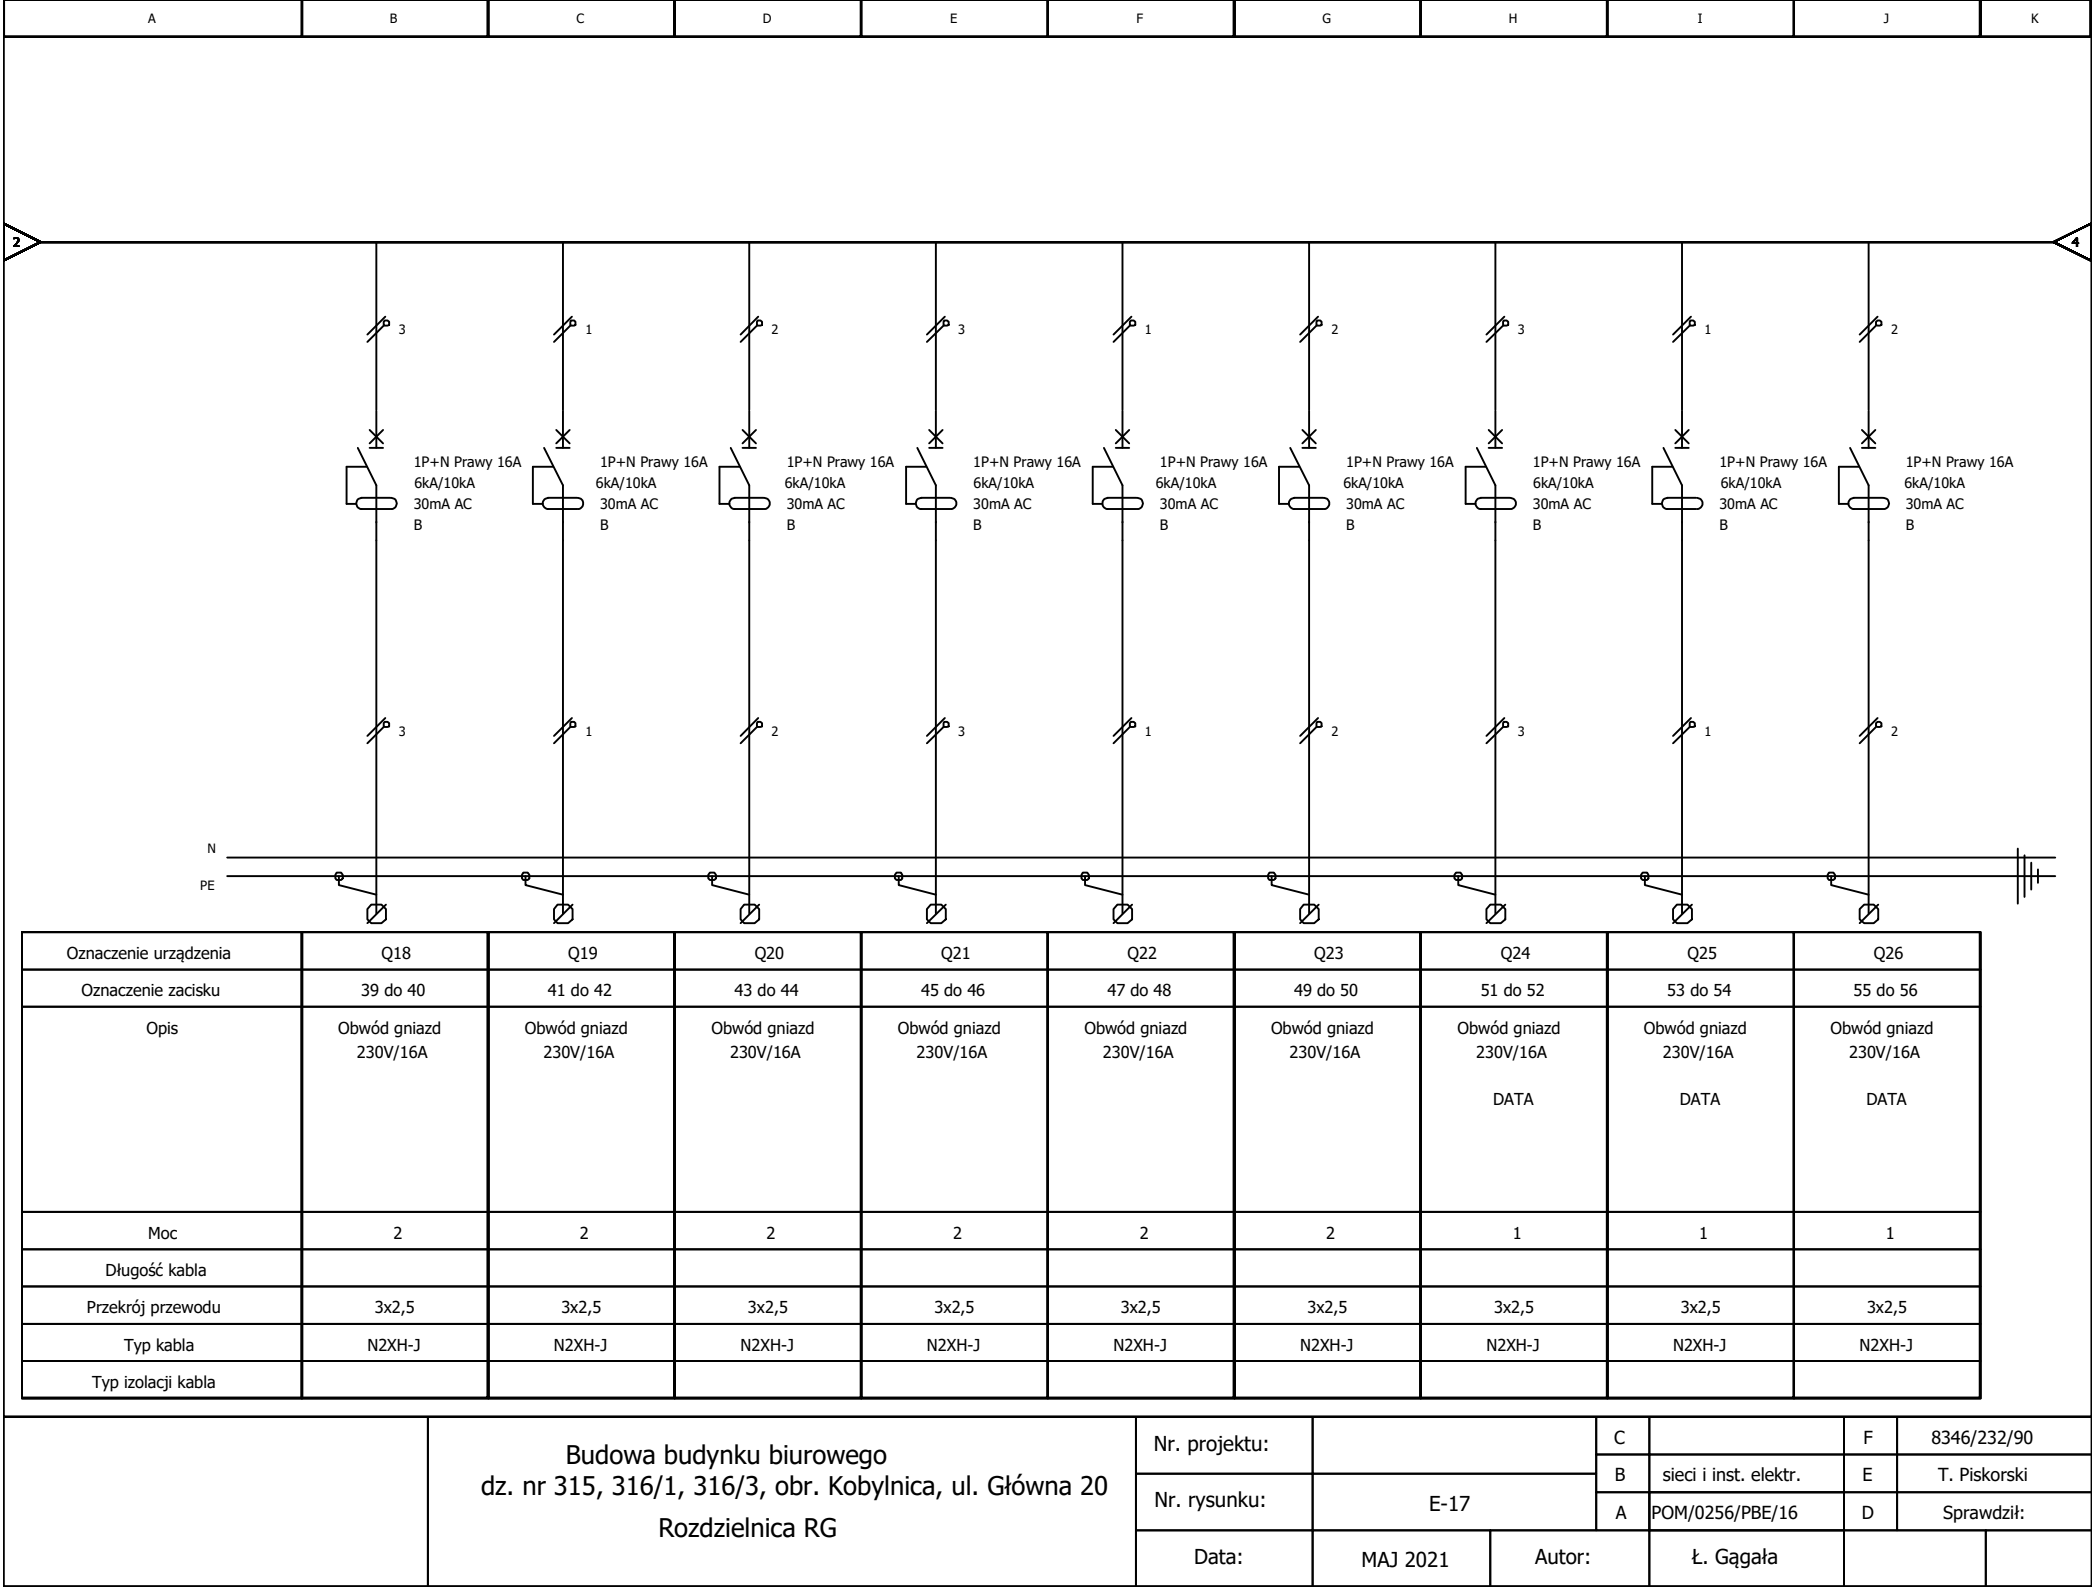 A B C D E F G H I J K
2 4
3 1 2 3 1 2 3 1 2
1P+N Prawy 16A 1P+N Prawy 16A 1P+N Prawy 16A 1P+N Prawy 16A 1P+N Prawy 16A 1P+N Prawy 16A 1P+N Prawy 16A 1P+N Prawy 16A 1P+N Prawy 16A
6kA/10kA 6kA/10kA 6kA/10kA 6kA/10kA 6kA/10kA 6kA/10kA 6kA/10kA 6kA/10kA 6kA/10kA
30mA AC 30mA AC 30mA AC 30mA AC 30mA AC 30mA AC 30mA AC 30mA AC 30mA AC
B B B B B B B B B
3 1 2 3 1 2 3 1 2
N
PE
Oznaczenie urządzenia Q18 Q19 Q20 Q21 Q22 Q23 Q24 Q25 Q26
Oznaczenie zacisku 39 do 40 41 do 42 43 do 44 45 do 46 47 do 48 49 do 50 51 do 52 53 do 54 55 do 56
Opis Obwód gniazd Obwód gniazd Obwód gniazd Obwód gniazd Obwód gniazd Obwód gniazd Obwód gniazd Obwód gniazd Obwód gniazd
230V/16A 230V/16A 230V/16A 230V/16A 230V/16A 230V/16A 230V/16A 230V/16A 230V/16A
DATA DATA DATA
Moc 2 2 2 2 2 2 1 1 1
Długość kabla
Przekrój przewodu 3x2,5 3x2,5 3x2,5 3x2,5 3x2,5 3x2,5 3x2,5 3x2,5 3x2,5
Typ kabla N2XH-J N2XH-J N2XH-J N2XH-J N2XH-J N2XH-J N2XH-J N2XH-J N2XH-J
Typ izolacji kabla
Budowa budynku biurowego
dz. nr 315, 316/1, 316/3, obr. Kobylnica, ul. Główna 20
Rozdzielnica RG
Nr. projektu:
Nr. rysunku: E-17
C F 8346/232/90
B sieci i inst. elektr. E T. Piskorski
A POM/0256/PBE/16 D Sprawdził:
Data: MAJ 2021 Autor: Ł. Gągała